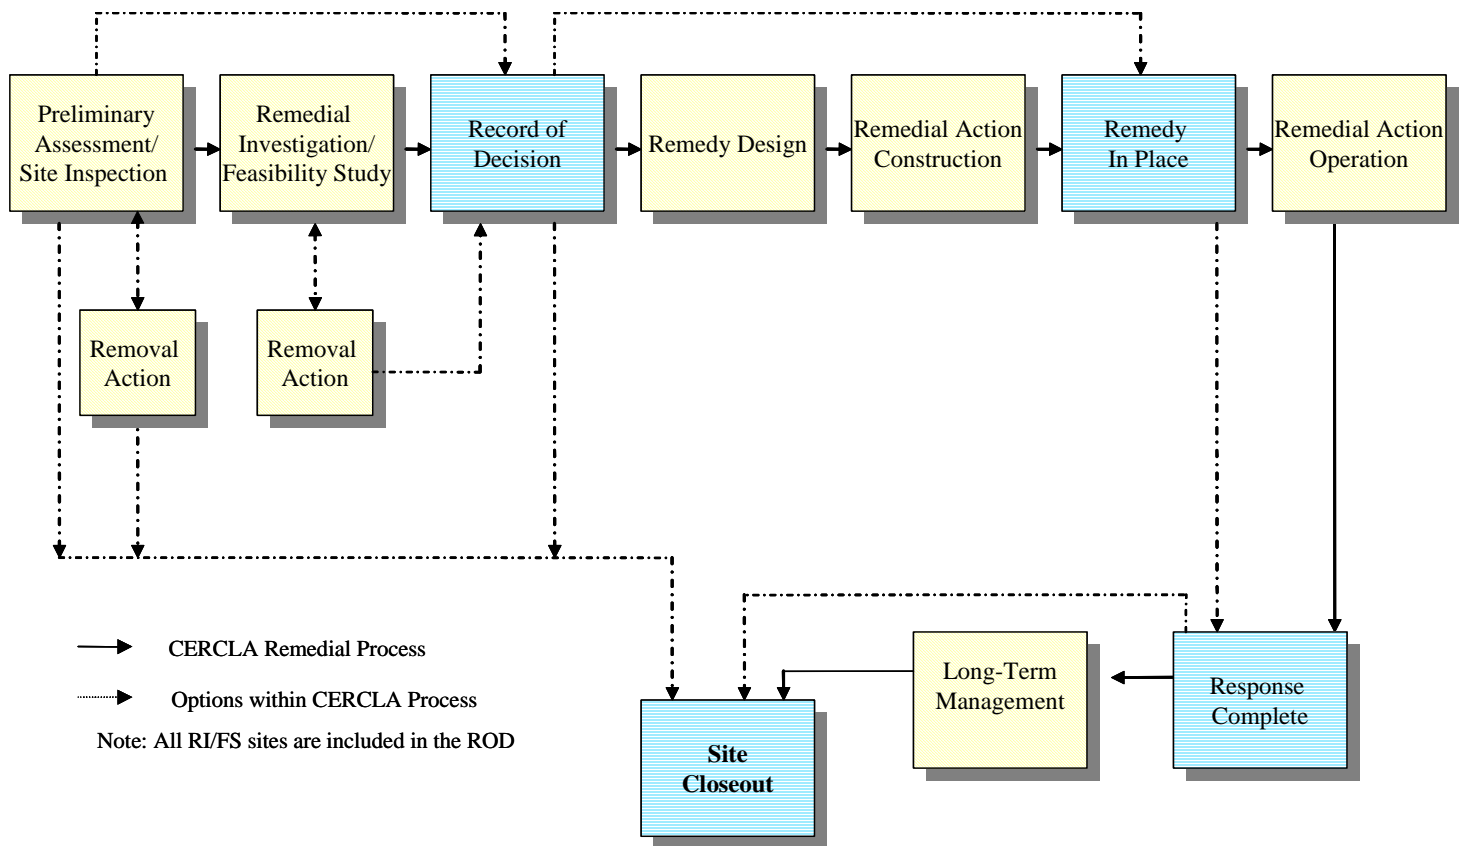 Preliminary
Assessment/
Site Inspection
Remedial
Investigation/
Feasibility Study
Record of
Decision
Remedy Design
Remedial Action
Construction
Remedy
In Place
Remedial Action
Operation
Removal
Action
Removal
Action
CERCLA Remedial Process
Options within CERCLA Process
Note: All RI/FS sites are included in the ROD
Site
Closeout
Long-Term
Management
Response
Complete